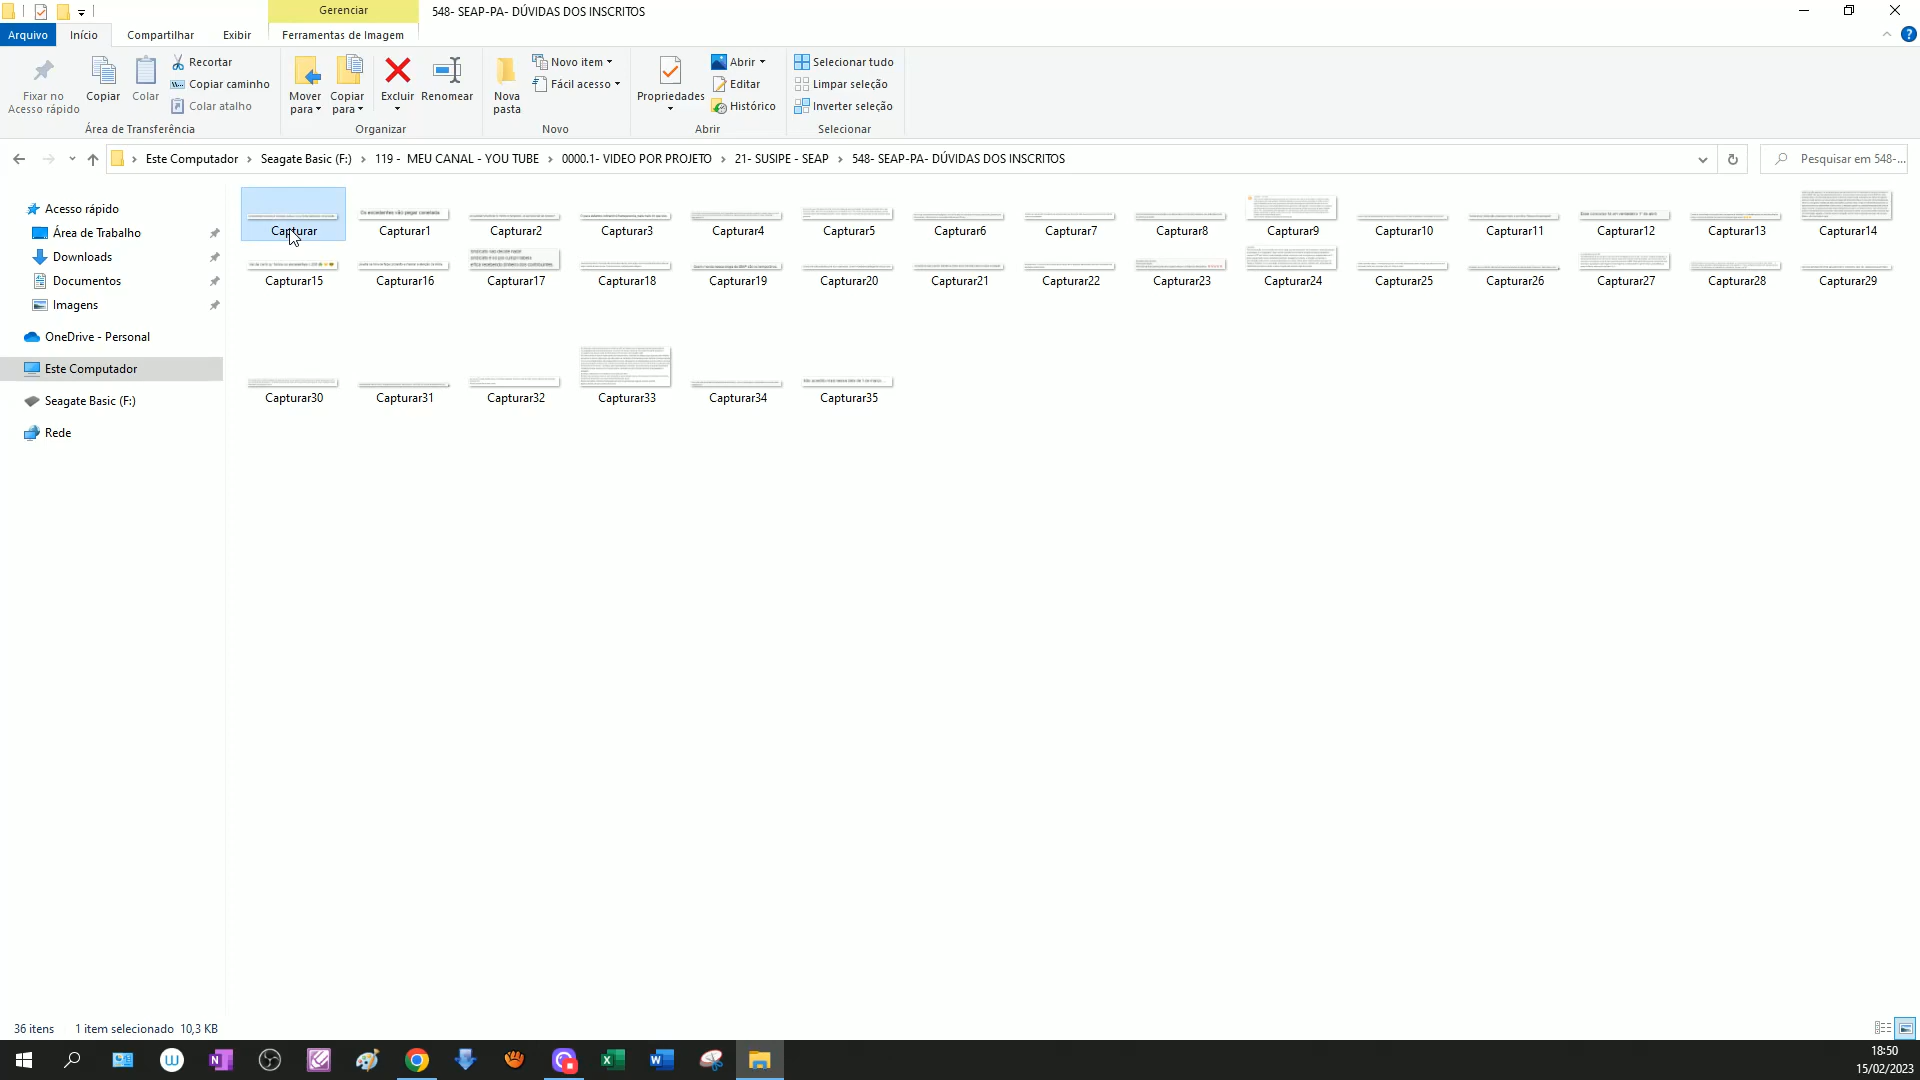 Gerenciar
548- SEAP-PA- DÚVIDAS DOS INSCRITOS
Arquivo
Início
Compartilhar
Exibir
Ferramentas de Imagem
Fixar no
Acesso rápido
Copiar
Colar
Recortar
Copiar caminho
Colar atalho
Área de Transferência
Mover
para
Copiar
para
Excluir
Renomear
Organizar
Nova
pasta
Novo item
Fácil acesso
Novo
Propriedades
Abrir
Editar
Histórico
Abrir
Selecionar tudo
Limpar seleção
Inverter seleção
Selecionar
Este Computador
Seagate Basic (F:)
119 - MEU CANAL - YOU TUBE
0000.1- VIDEO POR PROJETO
21- SUSIPE - SEAP
548- SEAP-PA- DÚVIDAS DOS INSCRITOS
Pesquisar em 548-...
Acesso rápido
Área de Trabalho
Downloads
Documentos
Imagens
OneDrive - Personal
Este Computador
Seagate Basic (F:)
Rede
Os excedentes não pegar canetada
Capturar
Capturar1
Capturar2
Capturar3
Capturar4
Capturar5
Capturar6
Capturar7
Capturar8
Capturar9
Capturar10
Capturar11
Capturar12
Capturar13
Capturar14
Capturar15
Capturar16
Capturar17
Capturar18
Capturar19
Capturar20
Capturar21
Capturar22
Capturar23
Capturar24
Capturar25
Capturar26
Capturar27
Capturar28
Capturar29
Capturar30
Capturar31
Capturar32
Capturar33
Capturar34
Capturar35
36 itens
1 item selecionado 10,3 KB
18:50
15/02/2023